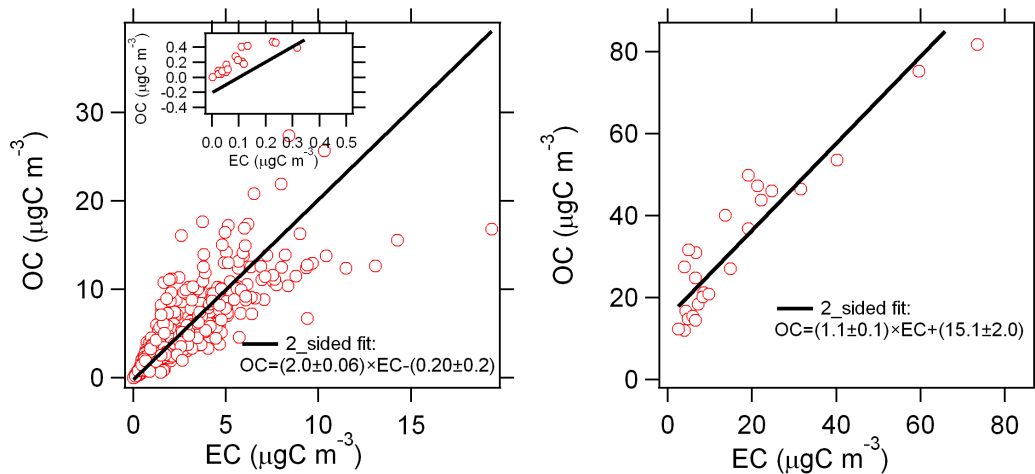 OC (μgC m⁻³)
30
20
10
0
0
5
10
15
EC (μgC m⁻³)
OC (μgC m⁻³)
0.4
0.2
0.0
-0.2
-0.4
0.0 0.1 0.2 0.3 0.4 0.5
EC (μgC m⁻³)
2_sided fit:
OC=(2.0±0.06)×EC-(0.20±0.2)
OC (μgC m⁻³)
80
60
40
20
0
0
20
40
60
80
EC (μgC m⁻³)
2_sided fit:
OC=(1.1±0.1)×EC+(15.1±2.0)